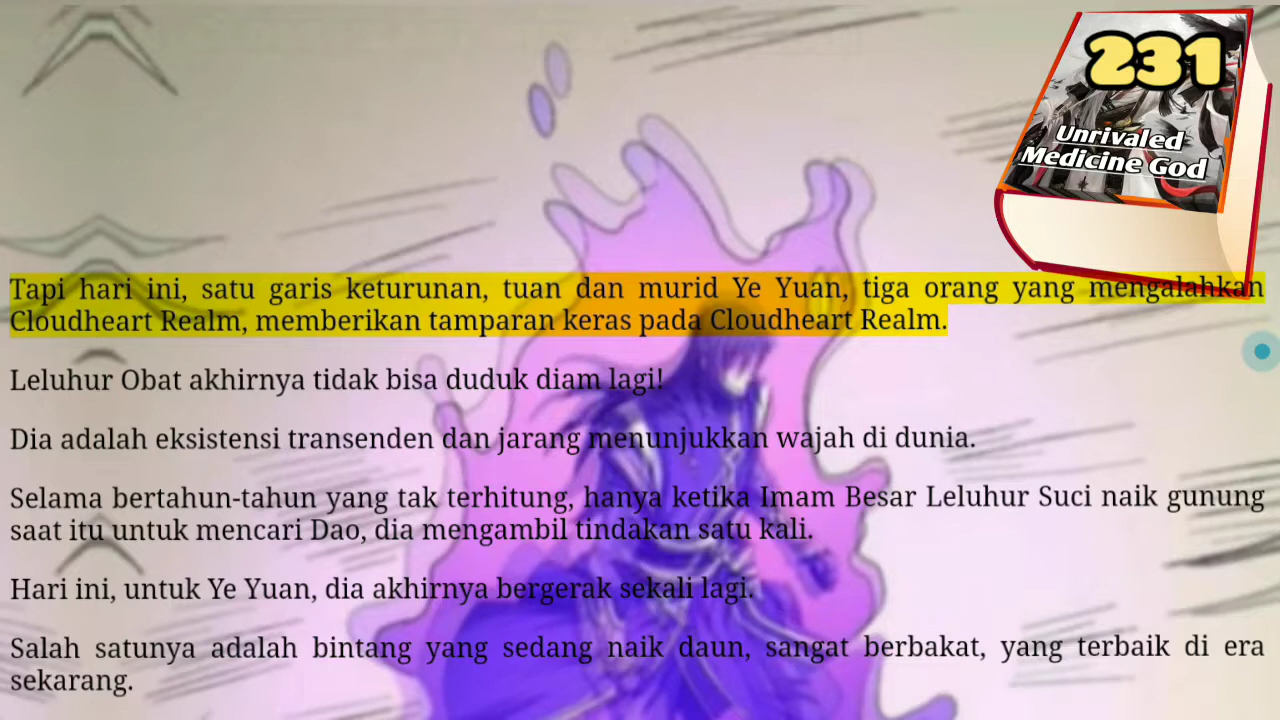 231
Unrivaled
Medicine God
Tapi hari ini, satu garis keturunan, tuan dan murid Ye Yuan, tiga orang yang mengalahkan
Cloudheart Realm, memberikan tamparan keras pada Cloudheart Realm.
Leluhur Obat akhirnya tidak bisa duduk diam lagi!
Dia adalah eksistensi transenden dan jarang menunjukkan wajah di dunia.
Selama bertahun-tahun yang tak terhitung, hanya ketika Imam Besar Leluhur Suci naik gunung
saat itu untuk mencari Dao, dia mengambil tindakan satu kali.
Hari ini, untuk Ye Yuan, dia akhirnya bergerak sekali lagi.
Salah satunya adalah bintang yang sedang naik daun, sangat berbakat, yang terbaik di era
sekarang.